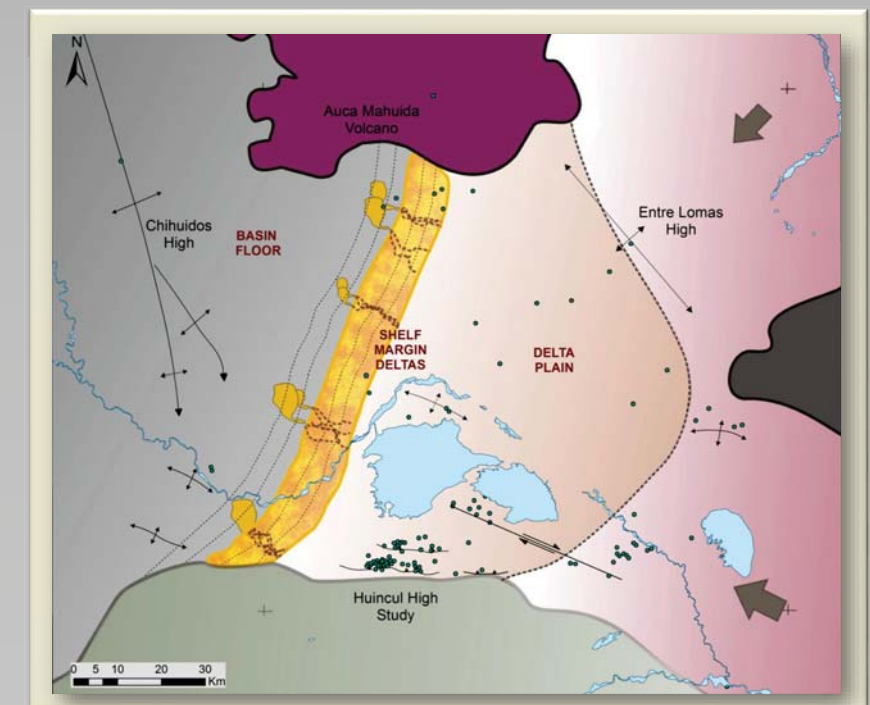 N
Auca Mahuida
Volcano
Chihuidos
High
BASIN
FLOOR
Entre Lomas
High
SHELF
MARGIN
DELTAS
DELTA
PLAIN
Huincul High
Study
0 5 10 20 30
Km